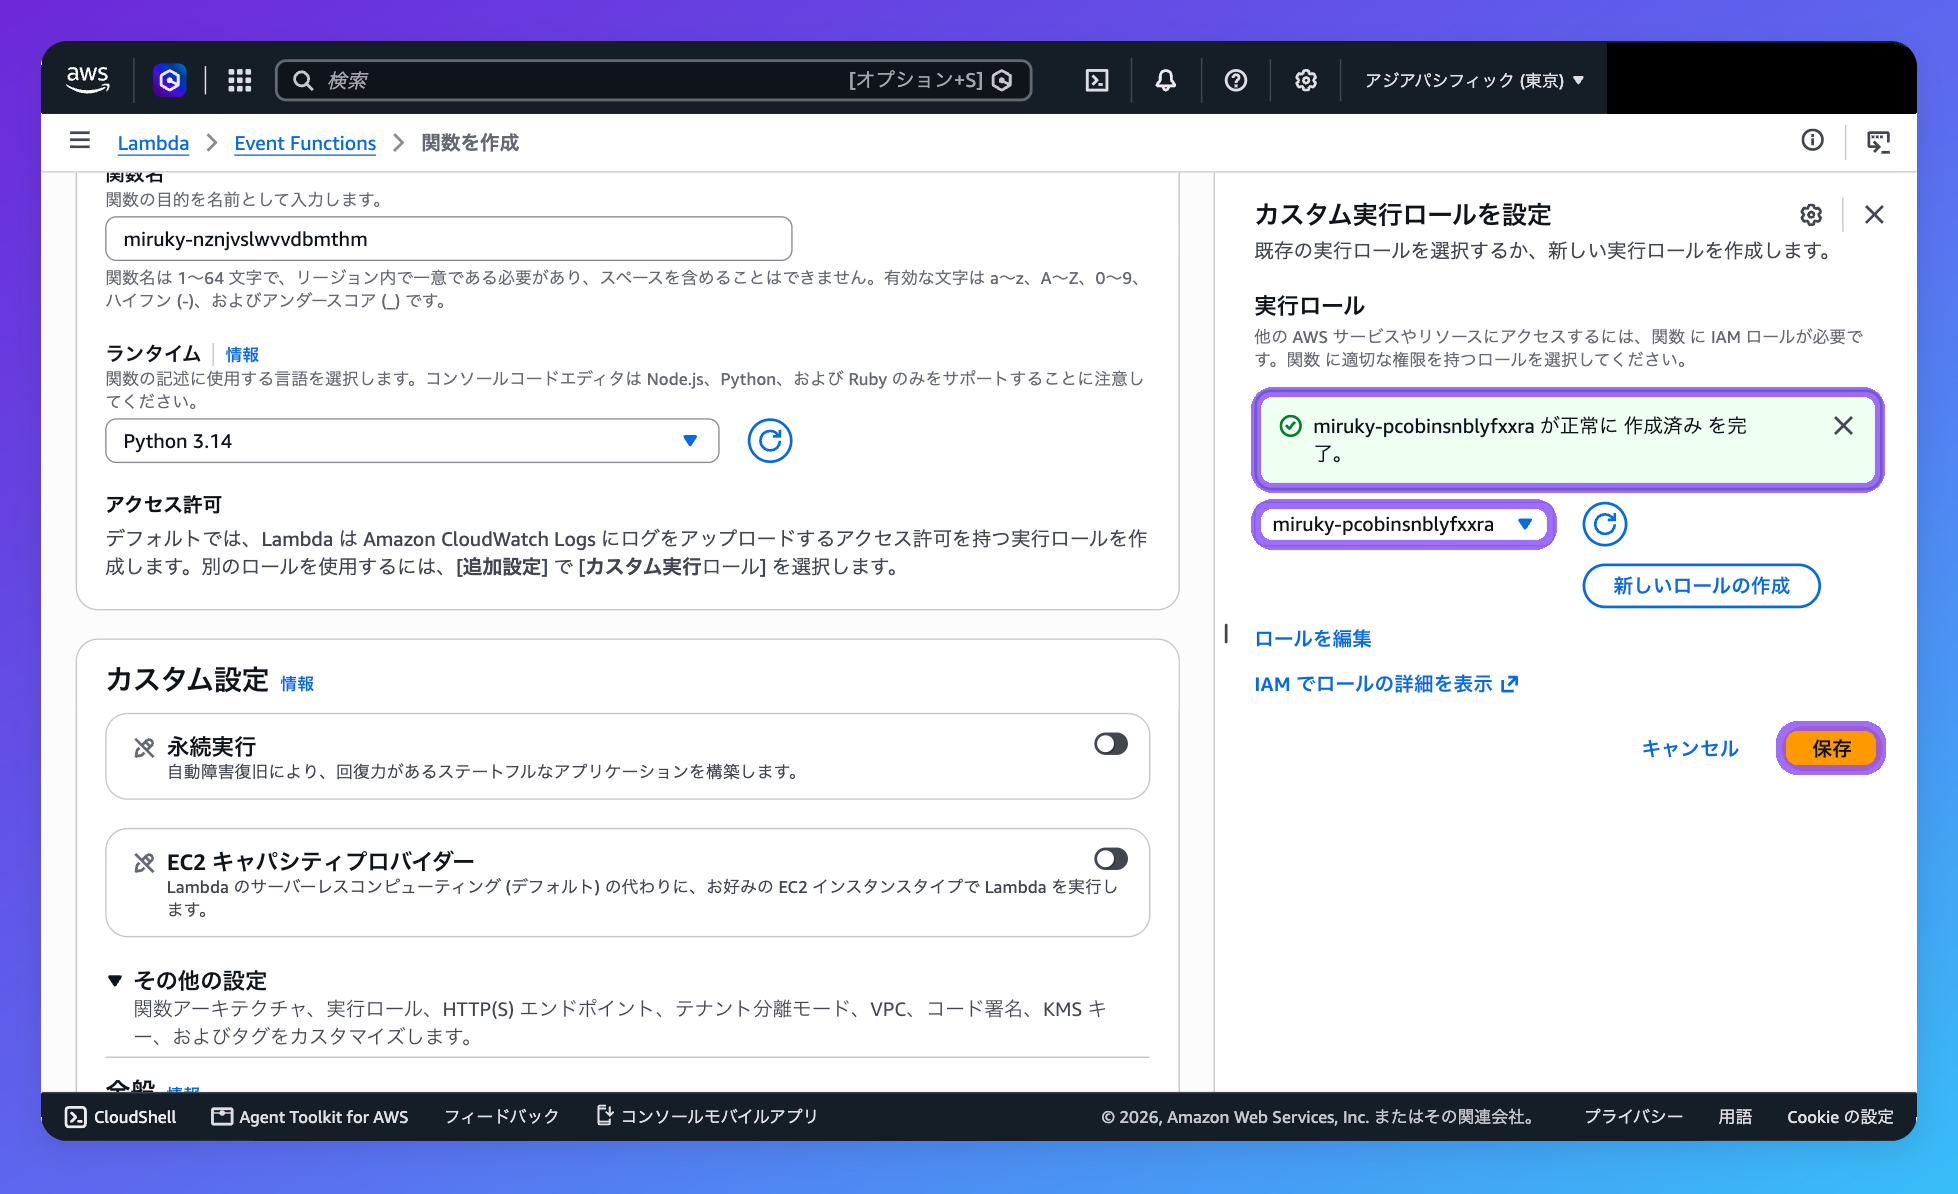 aws
検索
[オプション+S]
アジアパシフィック (東京)
Lambda
Event Functions
関数を作成
関数名
関数の目的を名前として入力します。
miruky-nznjvslwvvdbmthm
関数名は 1～64 文字で、リージョン内で一意である必要があり、スペースを含めることはできません。有効な文字は a～z、A～Z、0～9、
ハイフン (-)、およびアンダースコア (_) です。
ランタイム
情報
関数の記述に使用する言語を選択します。コンソールコードエディタは Node.js、Python、および Ruby のみをサポートすることに注意し
てください。
Python 3.14
アクセス許可
デフォルトでは、Lambda は Amazon CloudWatch Logs にログをアップロードするアクセス許可を持つ実行ロールを作
成します。別のロールを使用するには、[追加設定] で [カスタム実行ロール] を選択します。
カスタム設定
情報
永続実行
自動障害復旧により、回復力があるステートフルなアプリケーションを構築します。
EC2 キャパシティプロバイダー
Lambda のサーバーレスコンピューティング (デフォルト) の代わりに、お好みの EC2 インスタンスタイプで Lambda を実行し
ます。
その他の設定
関数アーキテクチャ、実行ロール、HTTP(S) エンドポイント、テナント分離モード、VPC、コード署名、KMS キ
ー、およびタグをカスタマイズします。
全般
情報
カスタム実行ロールを設定
既存の実行ロールを選択するか、新しい実行ロールを作成します。
実行ロール
他の AWS サービスやリソースにアクセスするには、関数 に IAM ロールが必要で
す。関数 に適切な権限を持つロールを選択してください。
miruky-pcobinsnblyfxxra が正常に 作成済み を完
了。
miruky-pcobinsnblyfxxra
新しいロールの作成
ロールを編集
IAM でロールの詳細を表示
キャンセル
保存
CloudShell
Agent Toolkit for AWS
フィードバック
コンソールモバイルアプリ
© 2026, Amazon Web Services, Inc. またはその関連会社。
プライバシー
用語
Cookie の設定